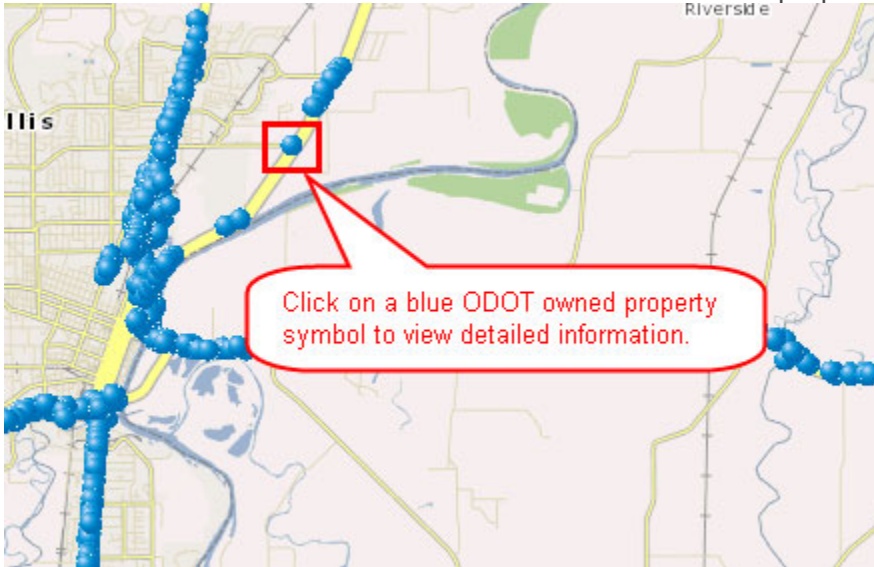 Riverside
llis
Click on a blue ODOT owned property
symbol to view detailed information.